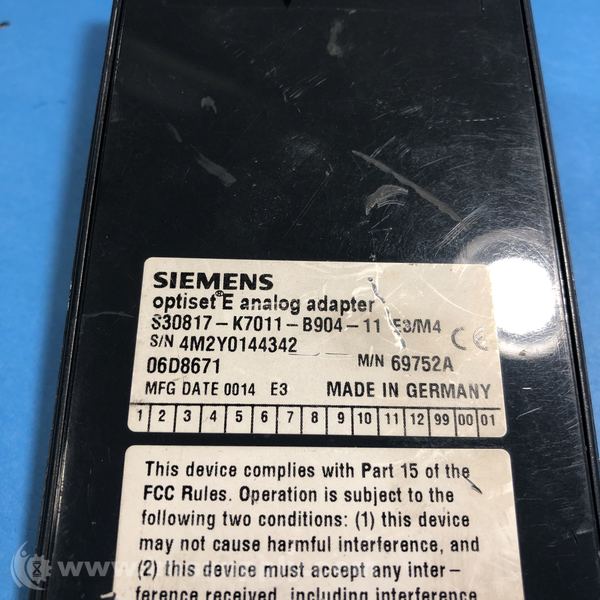 SIEMENS
optiset® E analog adapter
S30817-K7011-B904-11 E3/M4 CE
S/N 4M2Y0144342
06D8671 M/N 69752A
MFG DATE 0014 E3 MADE IN GERMANY
1 2 3 4 5 6 7 8 9 10 11 12 99 00 01
This device complies with Part 15 of the
FCC Rules. Operation is subject to the
following two conditions: (1) this device
may not cause harmful interference, and
(2) this device must accept any inter-
ference received, including interference
www.